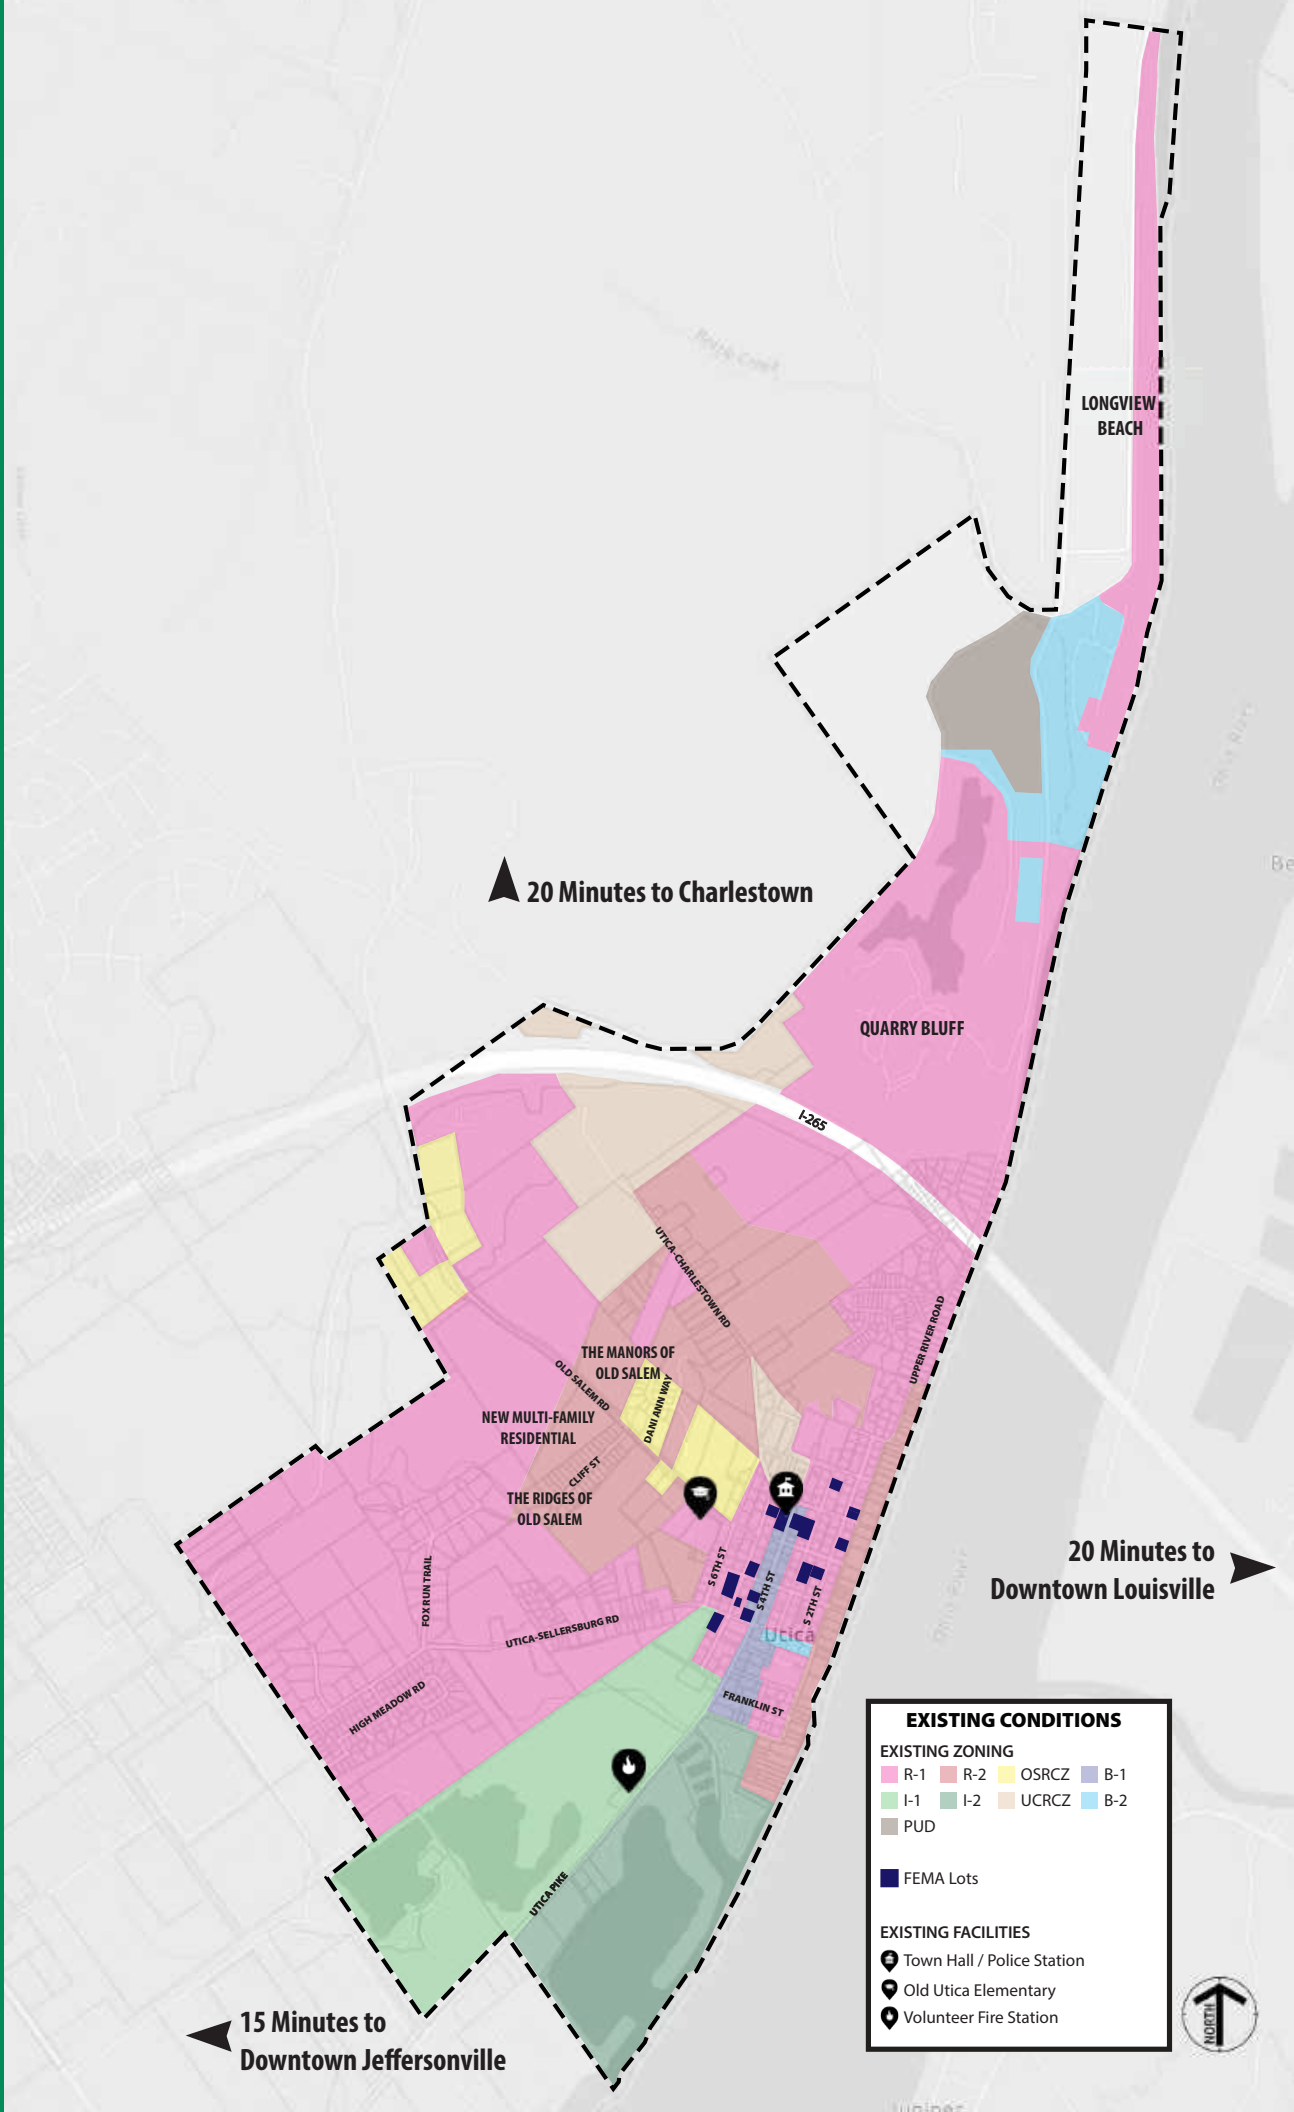 LONGVIEW
BEACH
20 Minutes to Charlestown
QUARRY BLUFF
I-265
UTICA-CHARLESTOWN RD
UPPER RIVER ROAD
THE MANORS OF
OLD SALEM
OLD SALEM RD
DANI ANN WAY
NEW MULTI-FAMILY
RESIDENTIAL
CLIFF ST
THE RIDGES OF
OLD SALEM
20 Minutes to
Downtown Louisville
S 6TH ST
S 4TH ST
S 2TH ST
FOX RUN TRAIL
UTICA-SELLERSBURG RD
Utica
HIGH MEADOW RD
FRANKLIN ST
UTICA PIKE
EXISTING CONDITIONS
EXISTING ZONING
R-1 R-2 OSRCZ B-1
I-1 I-2 UCRCZ B-2
PUD
FEMA Lots
EXISTING FACILITIES
Town Hall / Police Station
Old Utica Elementary
Volunteer Fire Station
NORTH
15 Minutes to
Downtown Jeffersonville